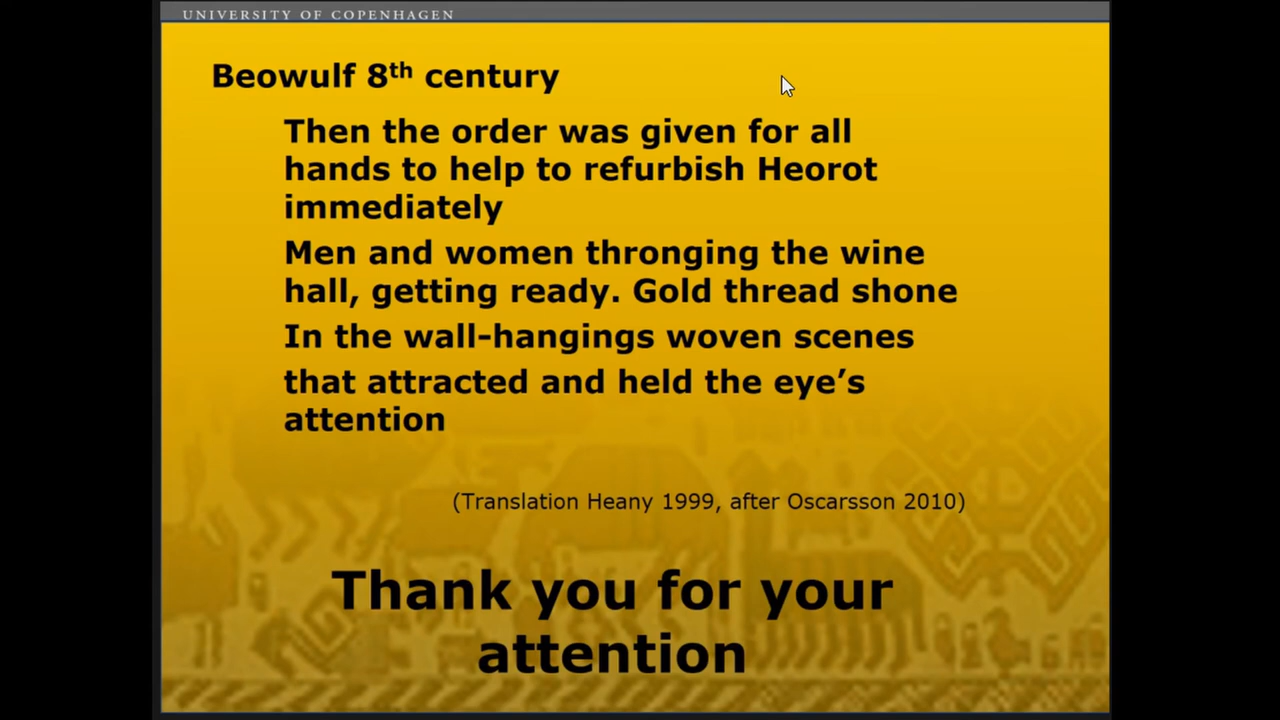 UNIVERSITY OF COPENHAGEN
Beowulf 8th century
Then the order was given for all
hands to help to refurbish Heorot
immediately
Men and women thronging the wine
hall, getting ready. Gold thread shone
In the wall-hangings woven scenes
that attracted and held the eye’s
attention
(Translation Heany 1999, after Oscarsson 2010)
Thank you for your
attention